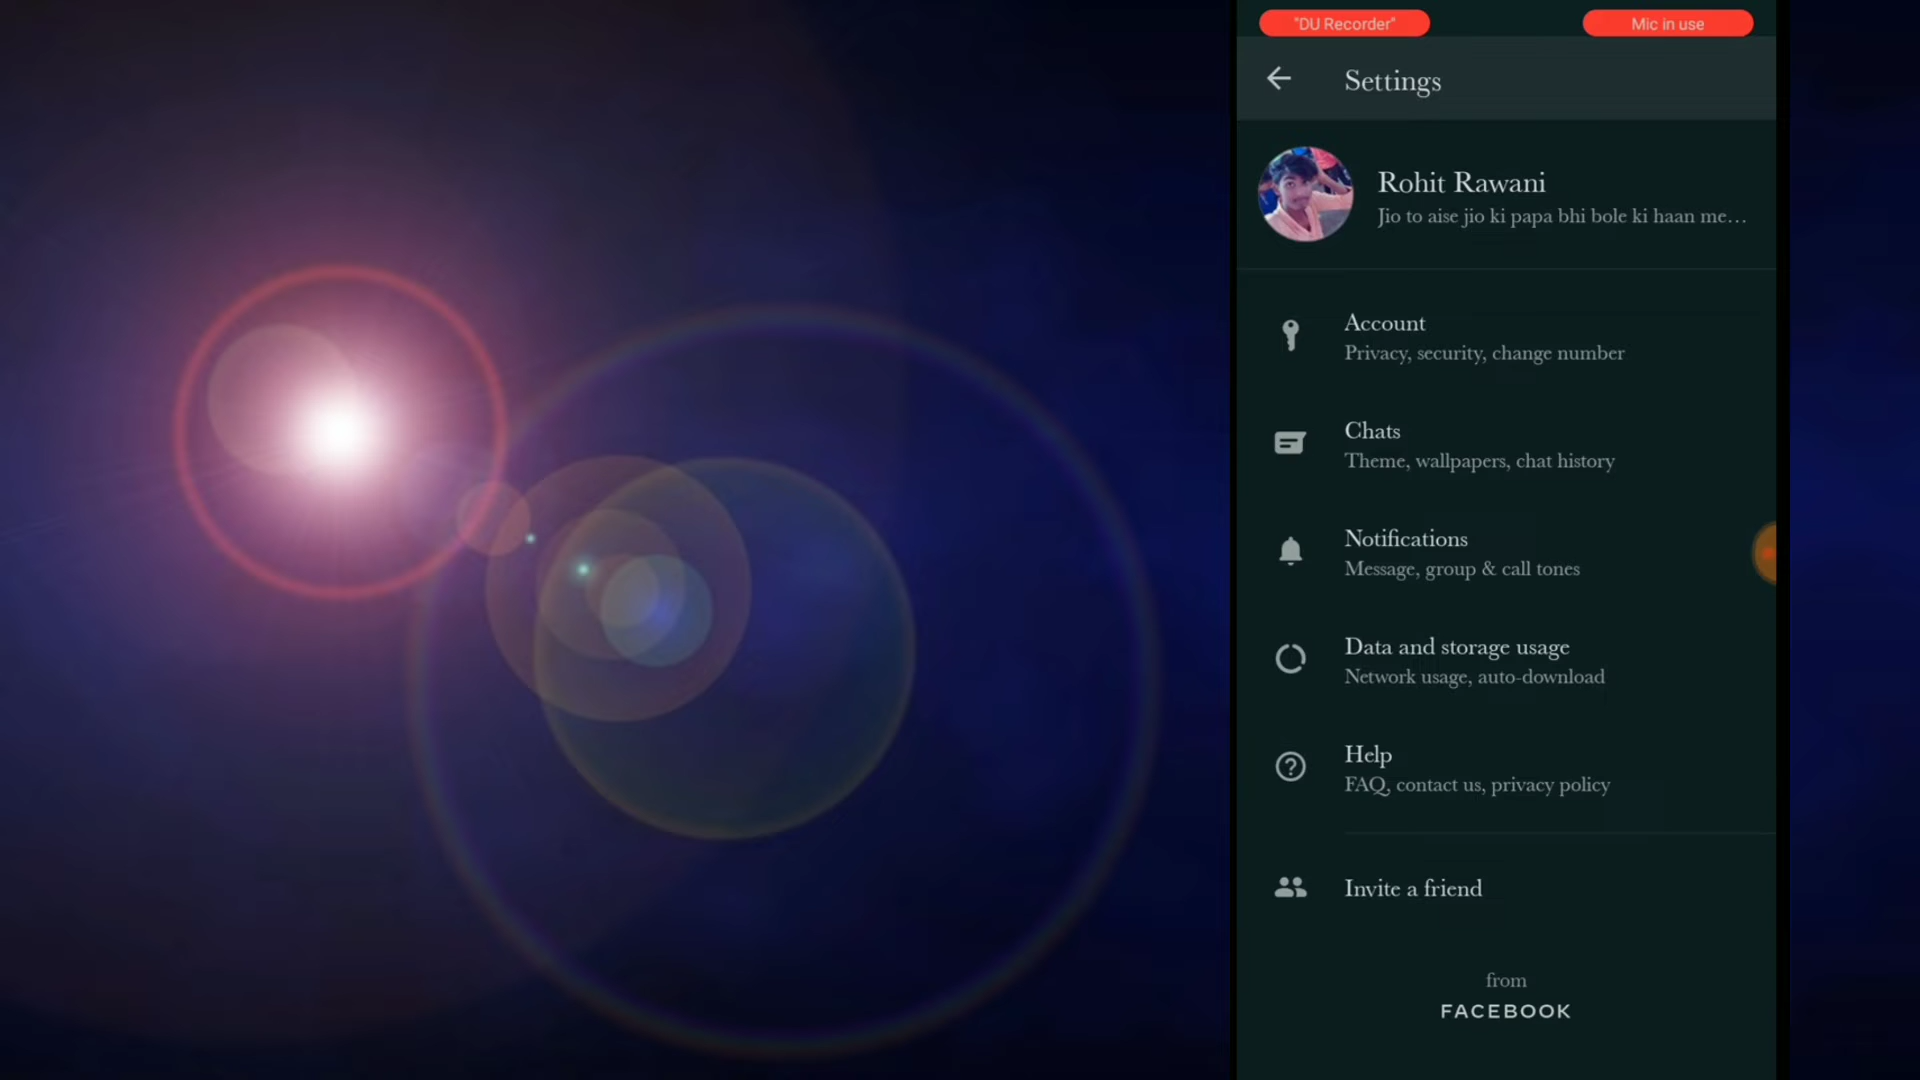 "DU Recorder"
Mic in use
Settings
Rohit Rawani
Jio to aise jio ki papa bhi bole ki haan me...
Account
Privacy, security, change number
Chats
Theme, wallpapers, chat history
Notifications
Message, group & call tones
Data and storage usage
Network usage, auto-download
Help
FAQ, contact us, privacy policy
Invite a friend
from
FACEBOOK